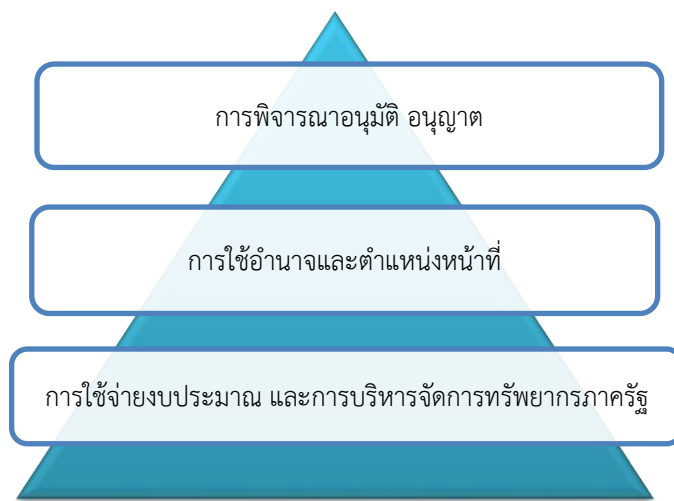 การพิจารณาอนุมัติ อนุญาต
การใช้อำนาจและตำแหน่งหน้าที่
การใช้จ่ายงบประมาณ และการบริหารจัดการทรัพยากรภาครัฐ